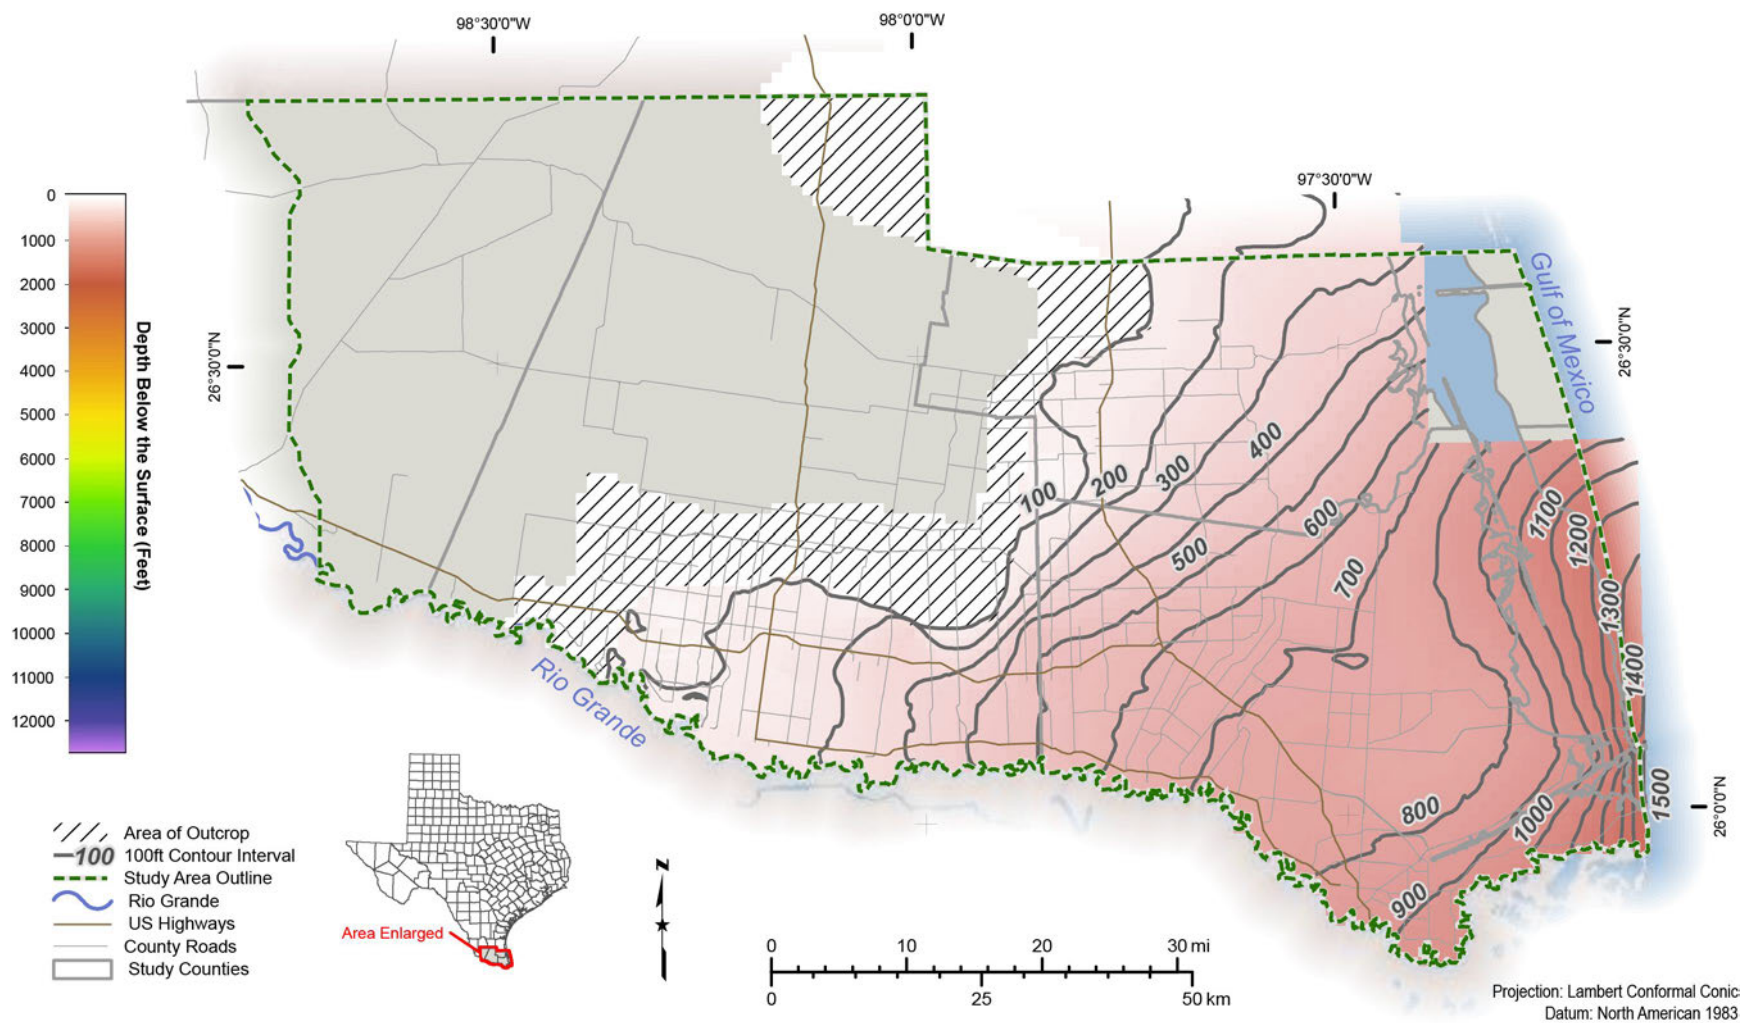 98°30'0"W
98°0'0"W
97°30'0"W
26°30'0"N
26°30'0"N
26°0'0"N
Gulf of Mexico
Rio Grande
0
1000
2000
3000
4000
5000
6000
7000
8000
9000
10000
11000
12000
Depth Below the Surface (Feet)
100
200
300
400
500
600
700
800
900
1000
1100
1200
1300
1400
1500
Area of Outcrop
100 100ft Contour Interval
Study Area Outline
Rio Grande
US Highways
County Roads
Study Counties
Area Enlarged
N
0 10 20 30 mi
0 25 50 km
Projection: Lambert Conformal Conic
Datum: North American 1983